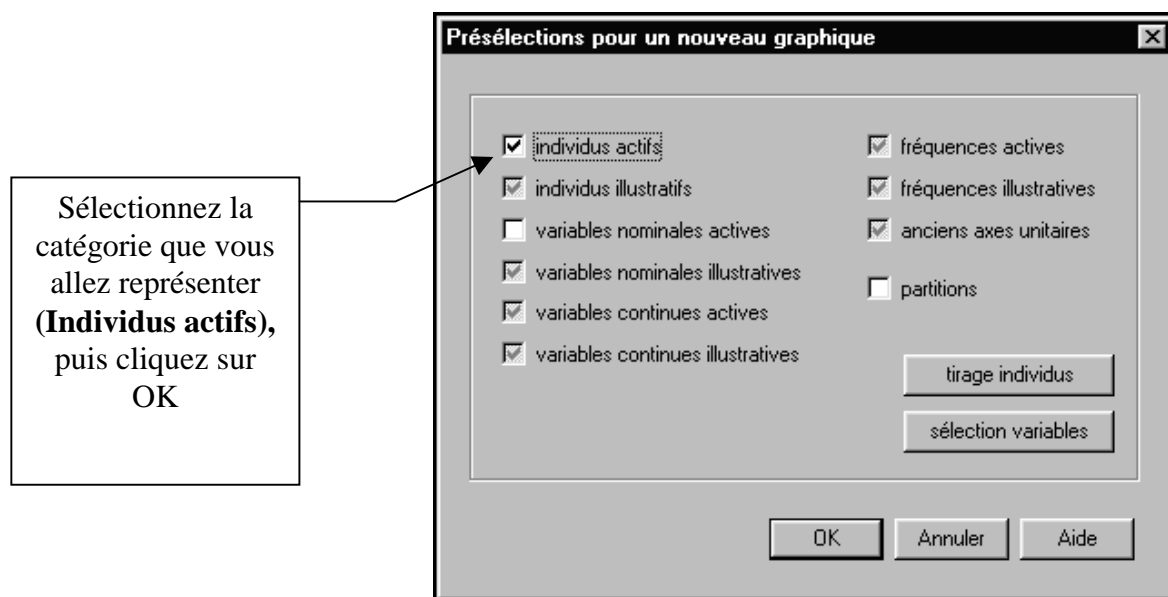 Présélections pour un nouveau graphique
Sélectionnez la
catégorie que vous
allez représenter
(Individus actifs),
puis cliquez sur
OK
individus actifs
individus illustratifs
variables nominales actives
variables nominales illustratives
variables continues actives
variables continues illustratives
fréquences actives
fréquences illustratives
anciens axes unitaires
partitions
tirage individus
sélection variables
OK
Annuler
Aide